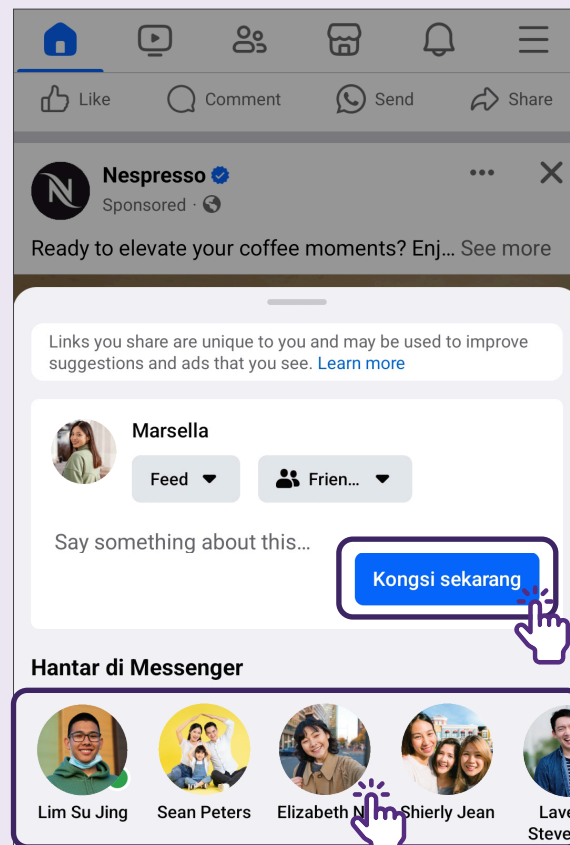 Like
Comment
Send
Share
N
Nespresso
Sponsored ·
Ready to elevate your coffee moments? Enj... See more
Links you share are unique to you and may be used to improve
suggestions and ads that you see. Learn more
Marsella
Feed
Frien...
Say something about this...
Kongsi sekarang
Hantar di Messenger
Lim Su Jing
Sean Peters
Elizabeth N
Shierly Jean
Lave
Steve